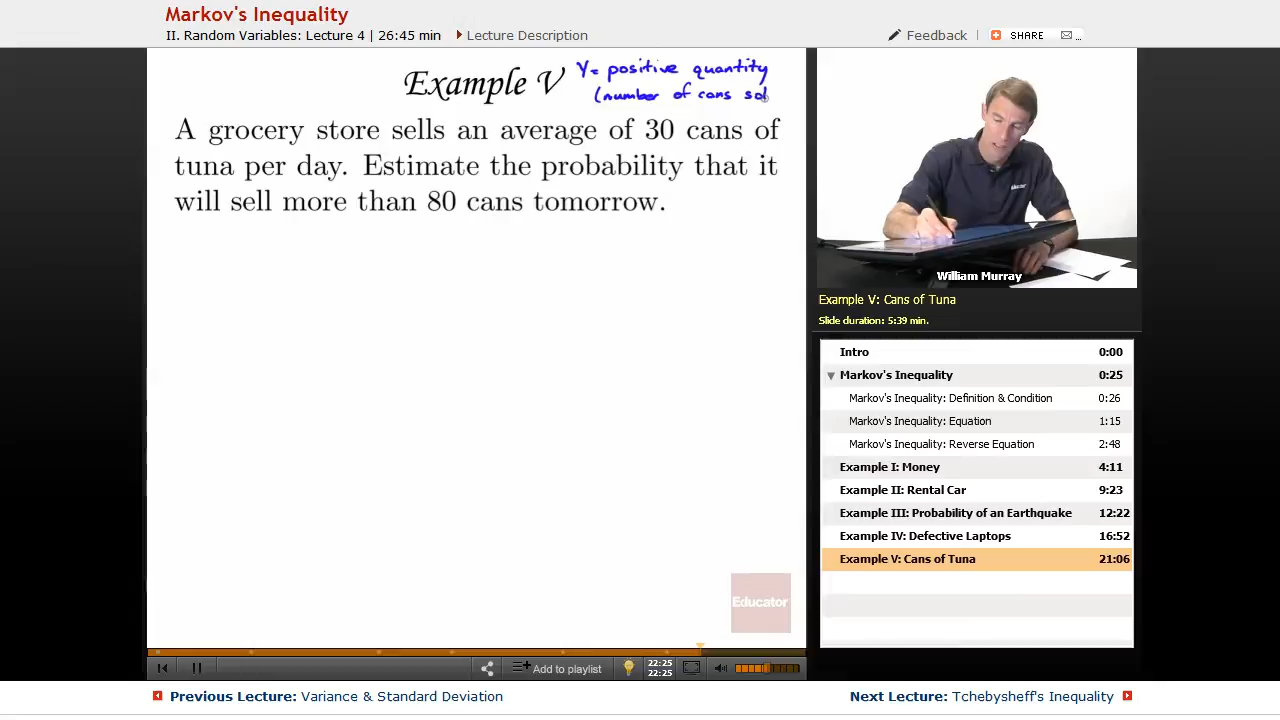 Markov's Inequality
II. Random Variables: Lecture 4 | 26:45 min
Lecture Description
Feedback
SHARE
...
Example V
Y = positive quantity
(number of cans sol
A grocery store sells an average of 30 cans of
tuna per day. Estimate the probability that it
will sell more than 80 cans tomorrow.
Educator
Educator
William Murray
Example V: Cans of Tuna
Slide duration: 5:39 min.
Intro 0:00
Markov's Inequality 0:25
Markov's Inequality: Definition & Condition 0:26
Markov's Inequality: Equation 1:15
Markov's Inequality: Reverse Equation 2:48
Example I: Money 4:11
Example II: Rental Car 9:23
Example III: Probability of an Earthquake 12:22
Example IV: Defective Laptops 16:52
Example V: Cans of Tuna 21:06
Add to playlist
22:25
22:25
Previous Lecture: Variance & Standard Deviation
Next Lecture: Tchebysheff's Inequality